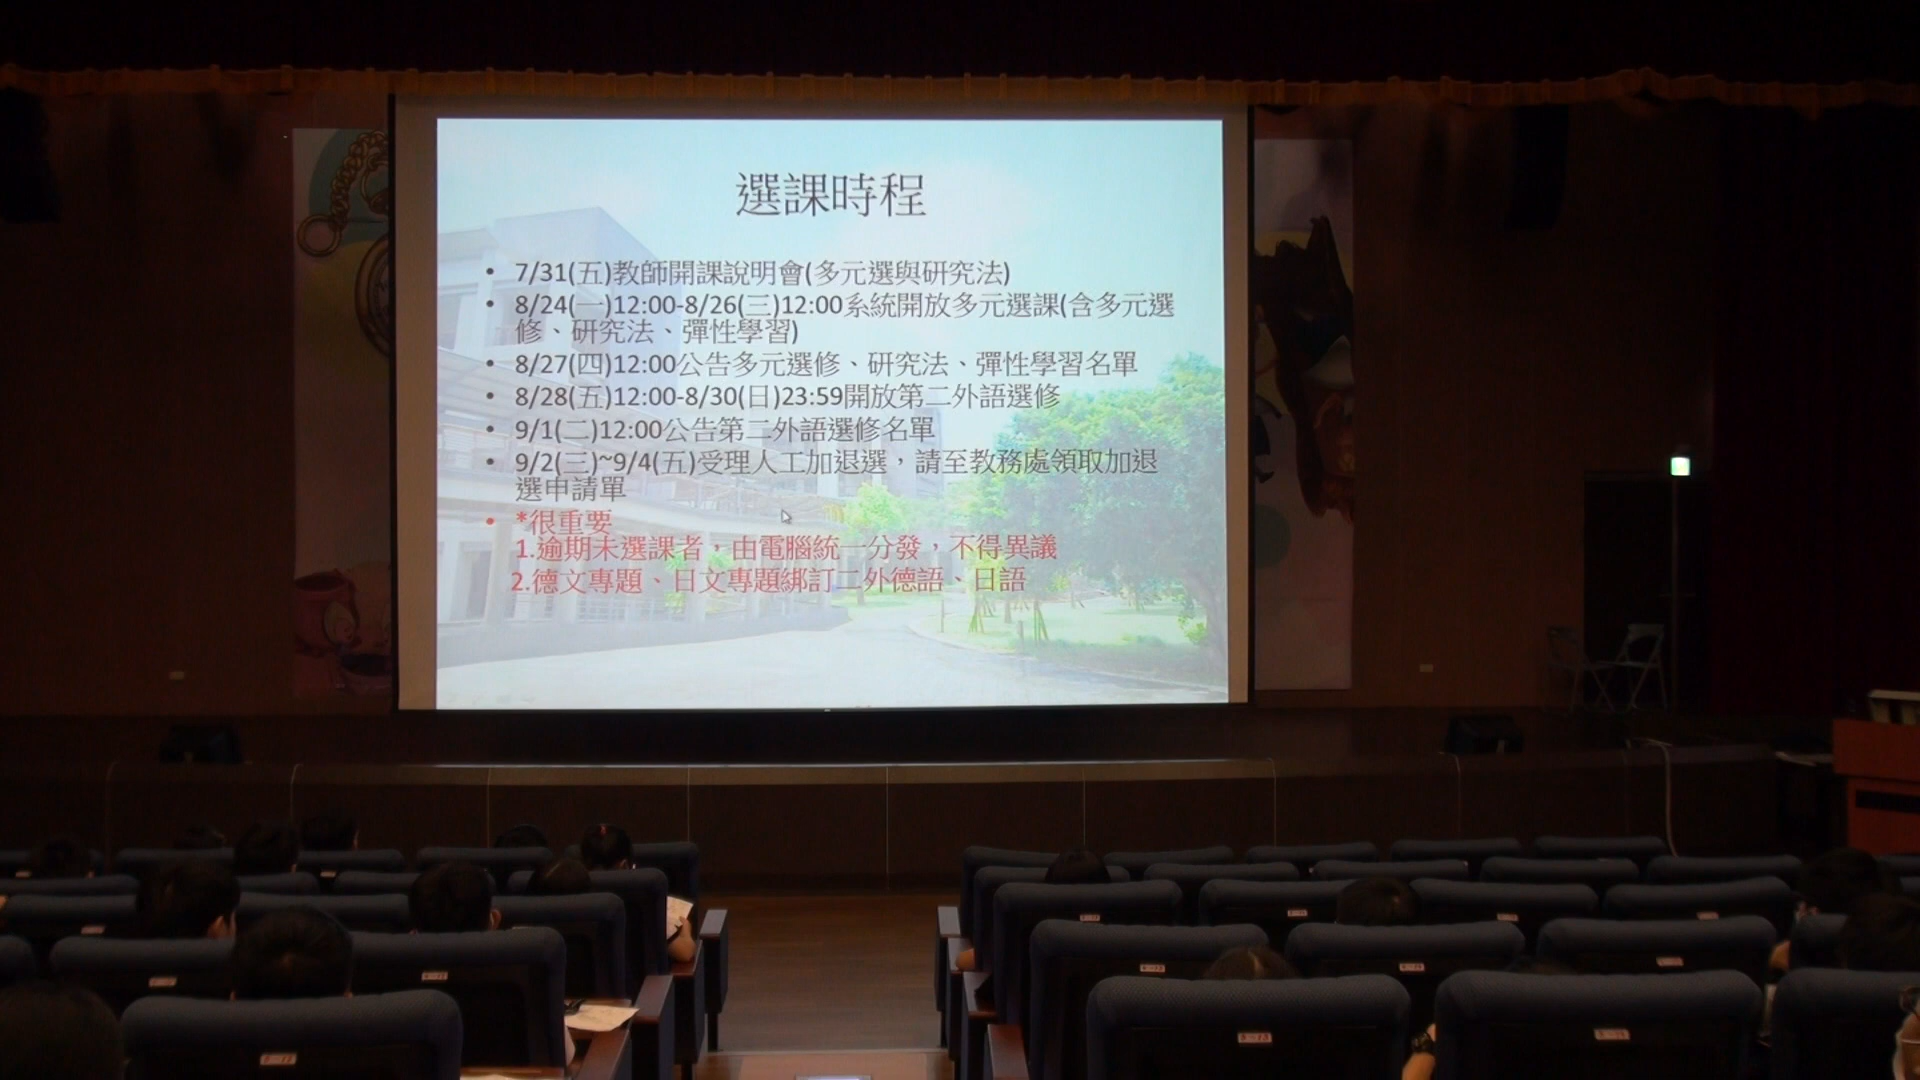 選課時程
• 7/31(五)教師開課說明會(多元選與研究法)
• 8/24(一)12:00-8/26(三)12:00系統開放多元選課(含多元選
修、研究法、彈性學習)
• 8/27(四)12:00公告多元選修、研究法、彈性學習名單
• 8/28(五)12:00-8/30(日)23:59開放第二外語選修
• 9/1(二)12:00公告第二外語選修名單
• 9/2(三)~9/4(五)受理人工加退選，請至教務處領取加退
選申請單
• *很重要
1.逾期未選課者，由電腦統一分發，不得異議
2.德文專題、日文專題綁訂二外德語、日語